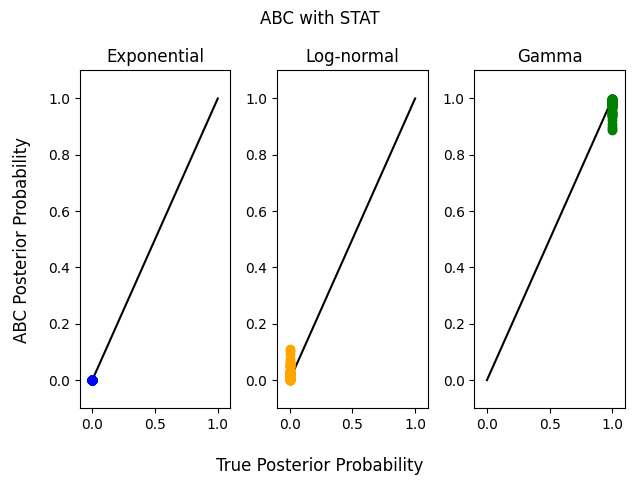 ABC with STAT
Exponential Log-normal Gamma
ABC Posterior Probability
1.0 1.0 1.0
0.8 0.8 0.8
0.6 0.6 0.6
0.4 0.4 0.4
0.2 0.2 0.2
0.0 0.0 0.0
0.0 0.5 1.0 0.0 0.5 1.0 0.0 0.5 1.0
True Posterior Probability